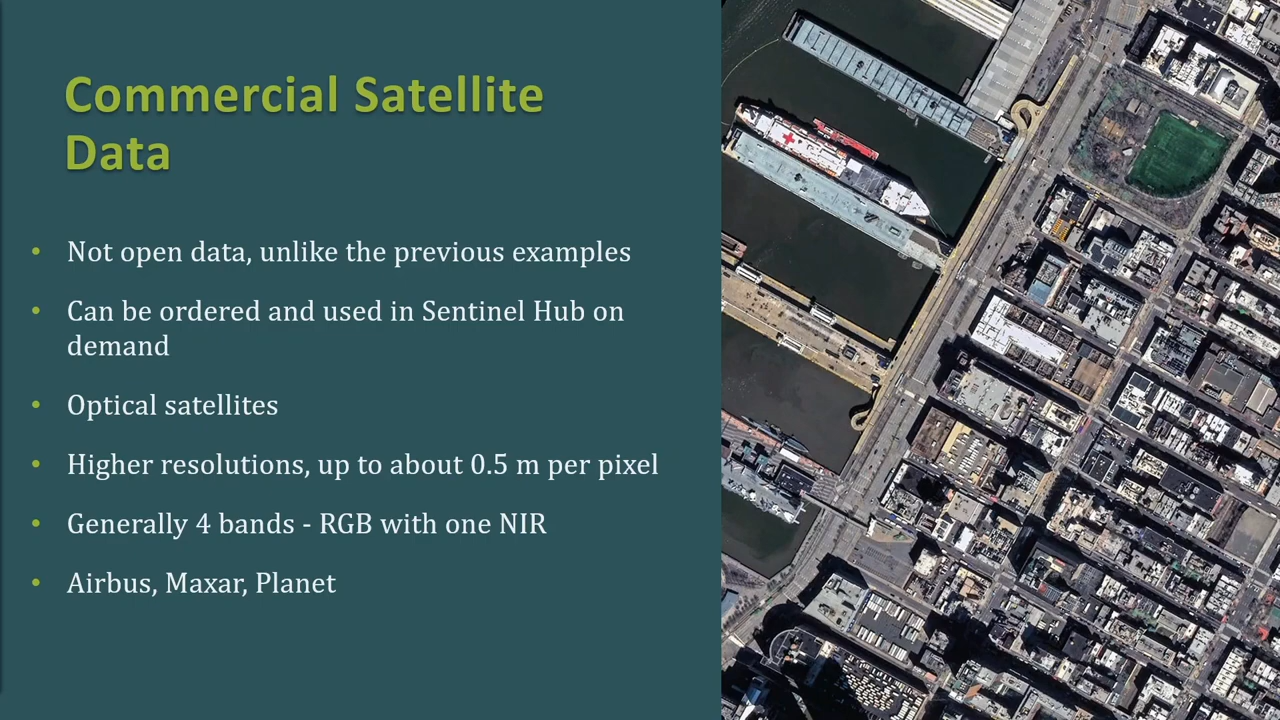 Commercial Satellite
Data
• Not open data, unlike the previous examples
• Can be ordered and used in Sentinel Hub on
demand
• Optical satellites
• Higher resolutions, up to about 0.5 m per pixel
• Generally 4 bands - RGB with one NIR
• Airbus, Maxar, Planet